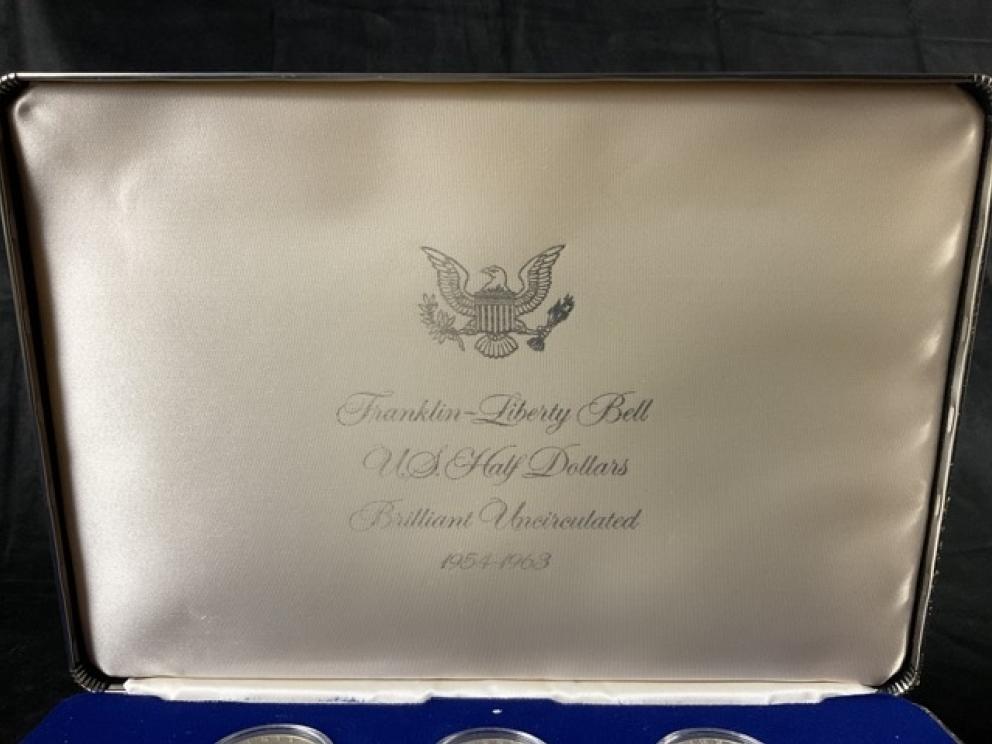 Franklin-Liberty Bell
U.S. Half Dollars
Brilliant Uncirculated
1954-1963